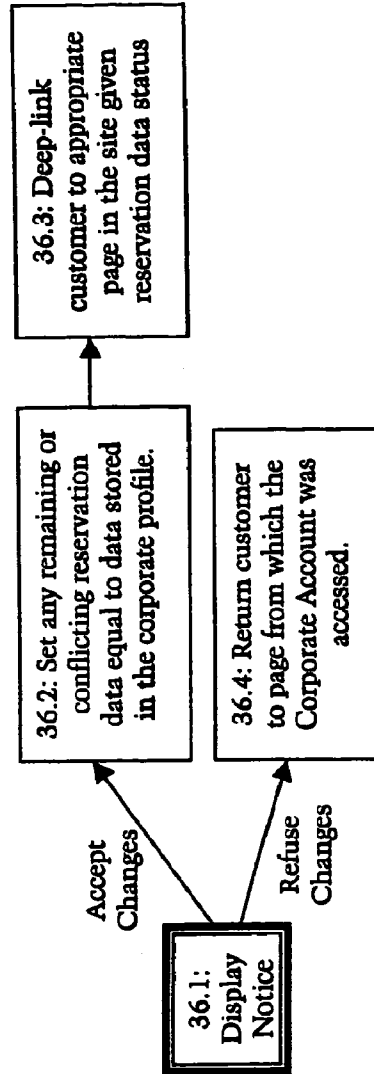 36.1:
Display
Notice
Accept
Changes
Refuse
Changes
36.2: Set any remaining or
conflicting reservation
data equal to data stored
in the corporate profile.
36.3: Deep-link
customer to appropriate
page in the site given
reservation data status
36.4: Return customer
to page from which the
Corporate Account was
accessed.